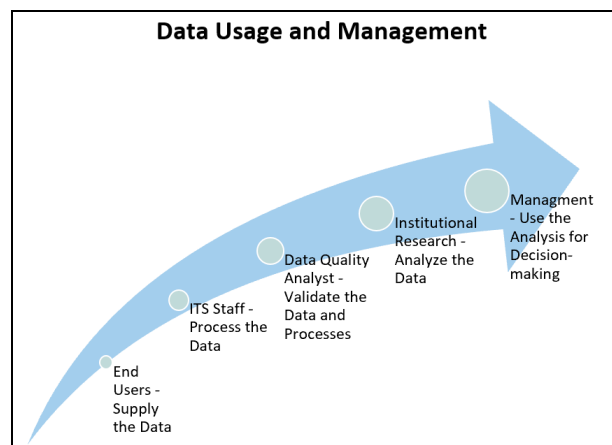 Data Usage and Management
End
Users -
Supply
the Data
ITS Staff -
Process the
Data
Data Quality
Analyst -
Validate the
Data and
Processes
Institutional
Research -
Analyze the
Data
Managment
- Use the
Analysis for
Decision-
making